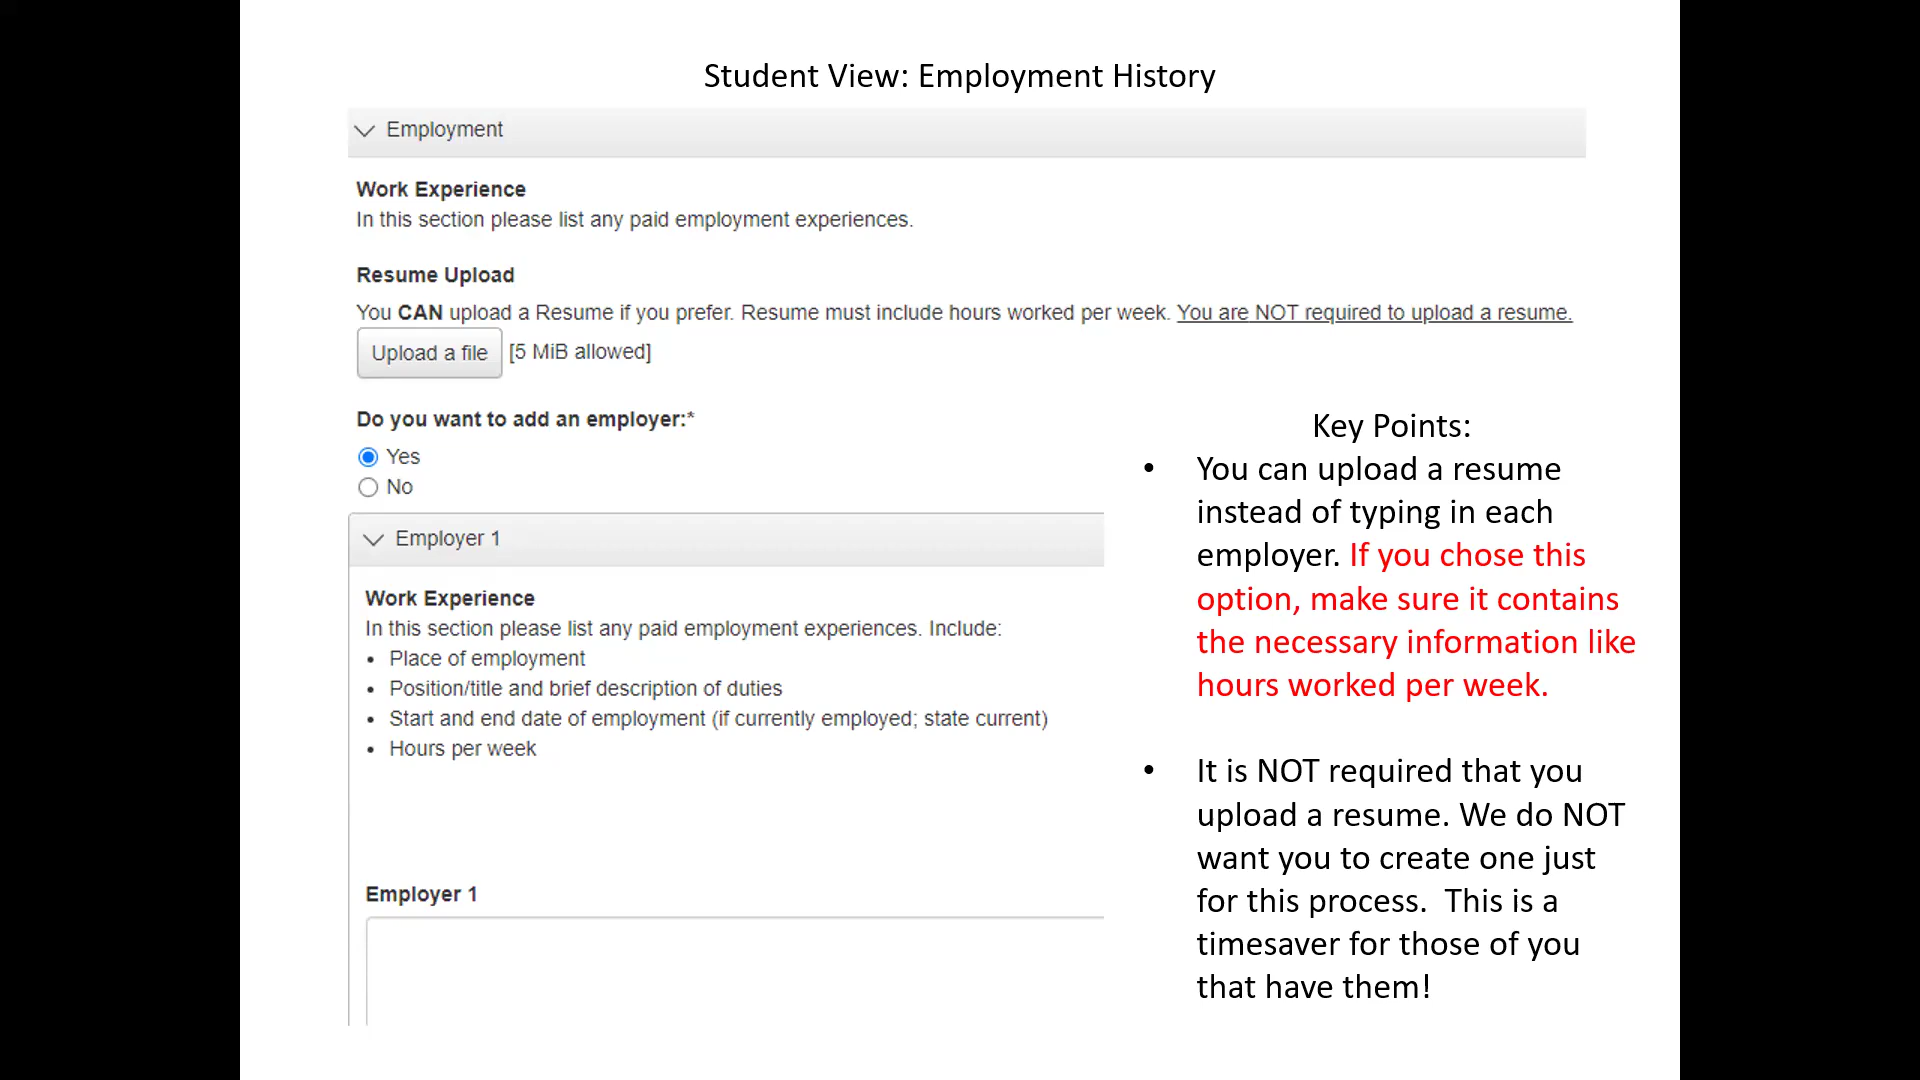 Student View: Employment History
Employment
Work Experience
In this section please list any paid employment experiences.
Resume Upload
You CAN upload a Resume if you prefer. Resume must include hours worked per week. You are NOT required to upload a resume.
Upload a file [5 MiB allowed]
Do you want to add an employer:*
Yes
No
Employer 1
Work Experience
In this section please list any paid employment experiences. Include:
• Place of employment
• Position/title and brief description of duties
• Start and end date of employment (if currently employed; state current)
• Hours per week
Employer 1
Key Points:
• You can upload a resume
instead of typing in each
employer. If you chose this
option, make sure it contains
the necessary information like
hours worked per week.
• It is NOT required that you
upload a resume. We do NOT
want you to create one just
for this process.  This is a
timesaver for those of you
that have them!